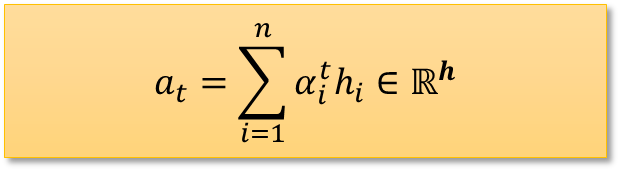 $a_t = \sum_{i=1}^{n} \alpha_i^t h_i \in \mathbb{R}^{\boldsymbol{h}}$